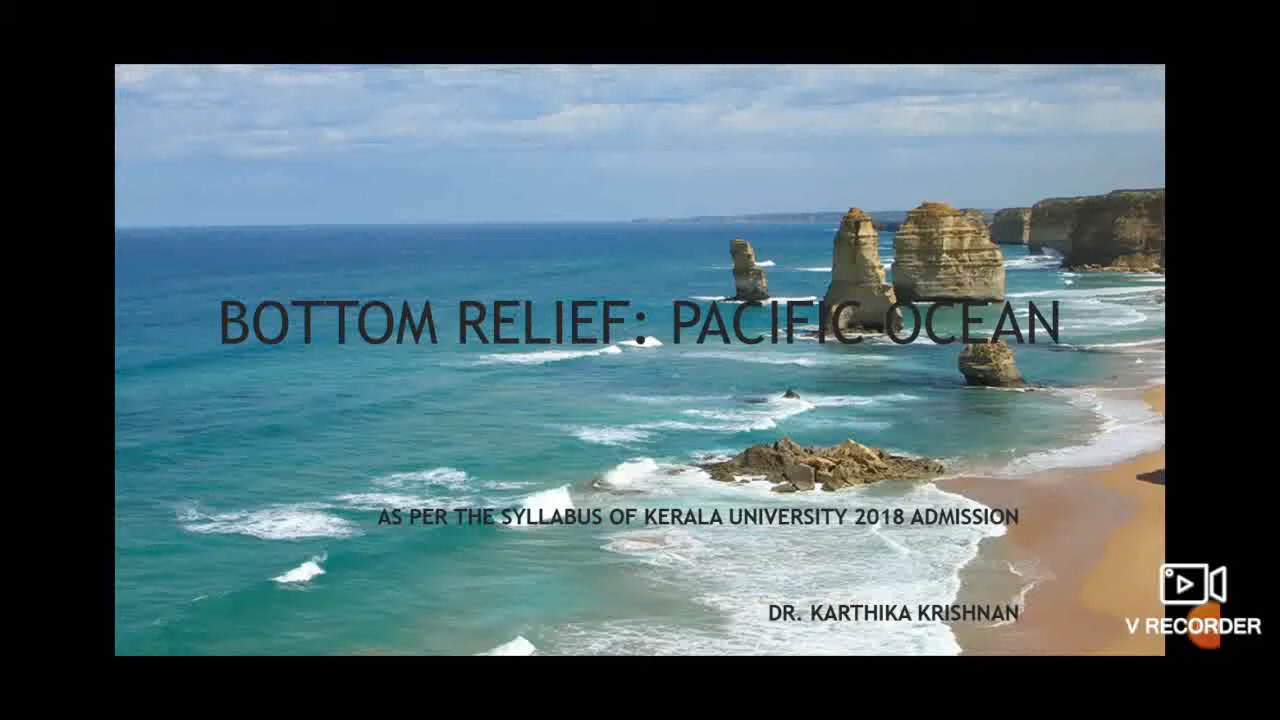 BOTTOM RELIEF: PACIFIC OCEAN
AS PER THE SYLLABUS OF KERALA UNIVERSITY 2018 ADMISSION
DR. KARTHIKA KRISHNAN
V RECORDER